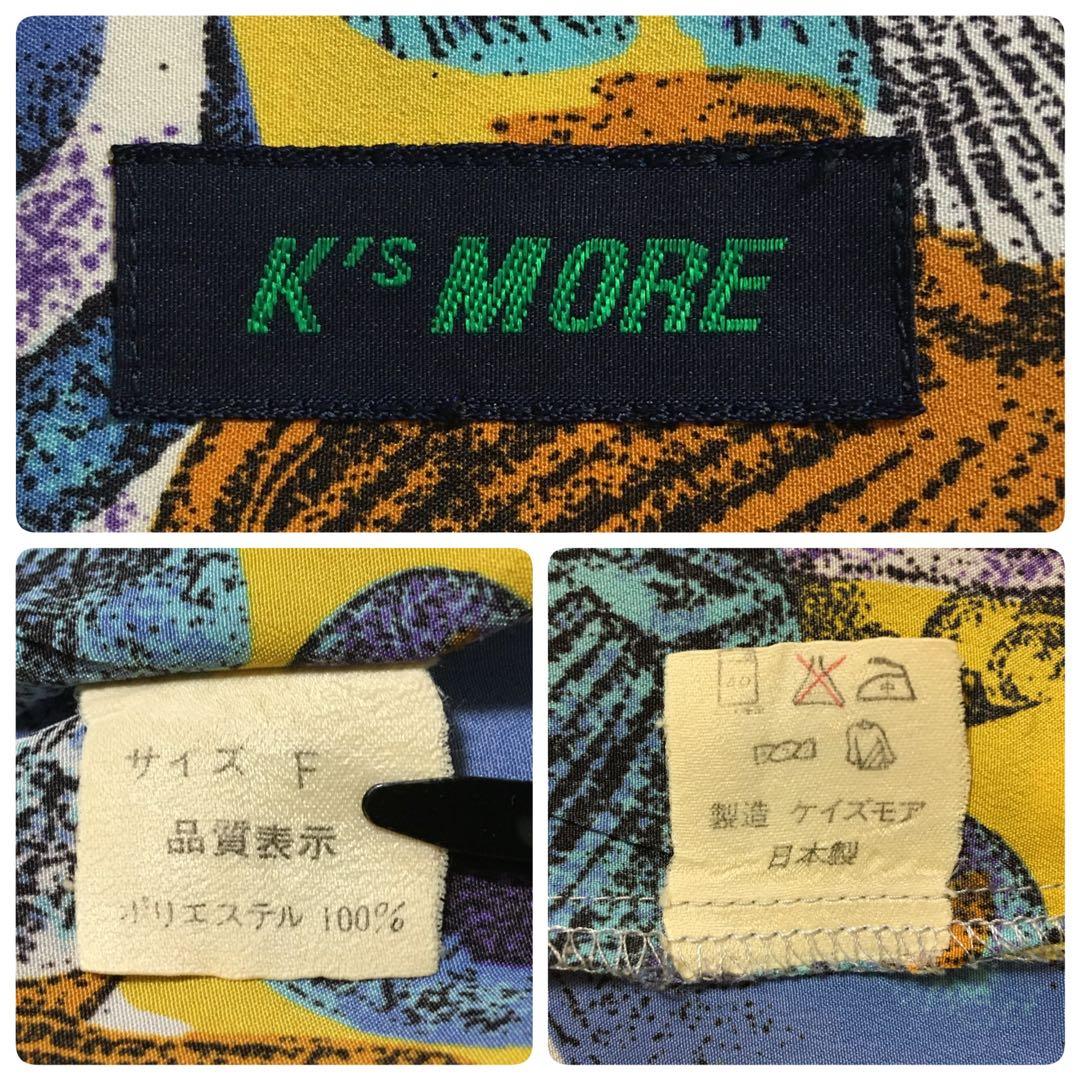 K's MORE
サイズ F
品質表示
ポリエステル 100%
40
中
製造 ケイズモア
日本製